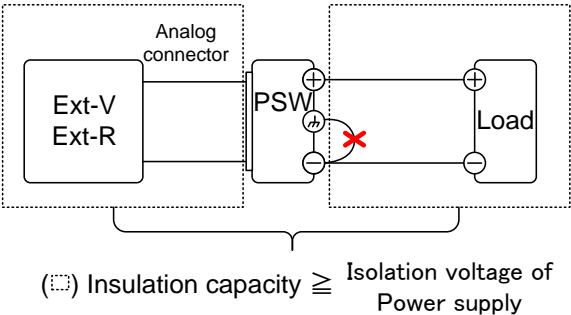 Analog
connector
Ext-V
Ext-R
PSW
+
+
Load
-
-
(⬚) Insulation capacity ≧ Isolation voltage of
Power supply